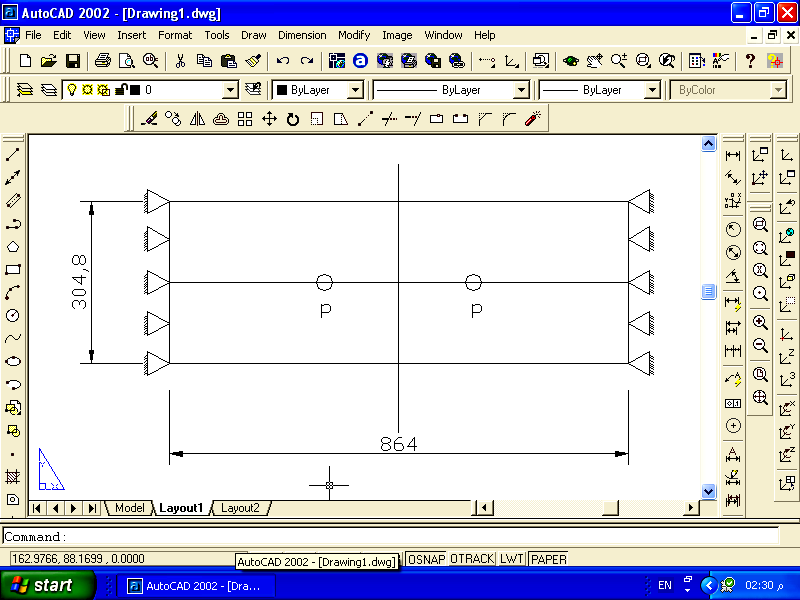 AutoCAD 2002 - [Drawing1.dwg]
File Edit View Insert Format Tools Draw Dimension Modify Image Window Help
0 ByLayer ByLayer ByLayer ByColor
304,8
p p
864
Model Layout1 Layout2
Command:
162.9766, 88.1699 , 0.0000 OSNAP OTRACK LWT PAPER
AutoCAD 2002 - [Drawing1.dwg]
start AutoCAD 2002 - [Dra... EN 02:30 م